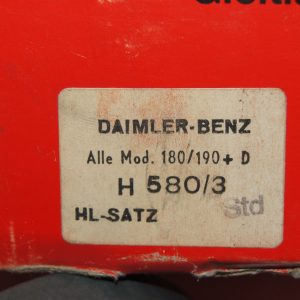 DAIMLER-BENZ
Alle Mod. 180/190 + D
H 580/3
HL-SATZ Std